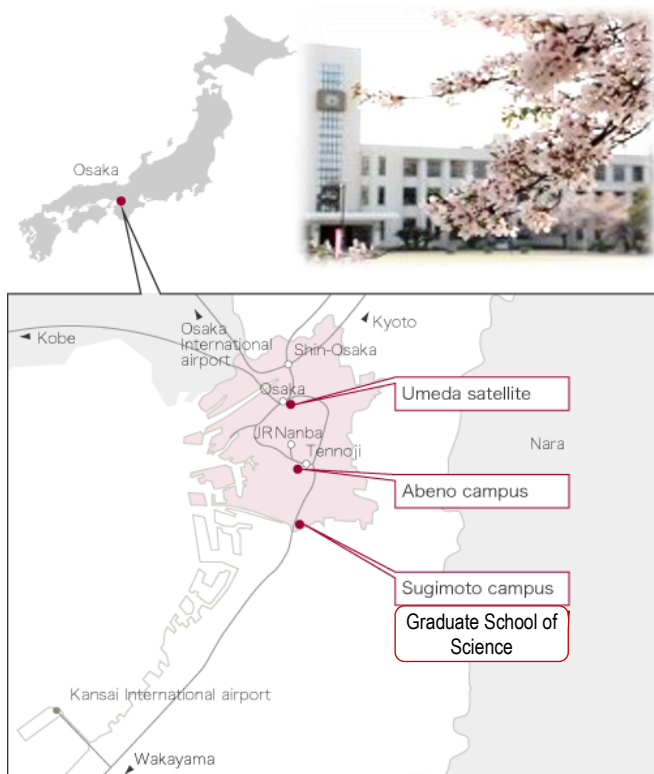 Osaka
Kobe
Osaka
International
airport
Kyoto
Shin-Osaka
Osaka
Umeda satellite
JR Nanba
Tennoji
Nara
Abeno campus
Sugimoto campus
Graduate School of
Science
Kansai International airport
Wakayama